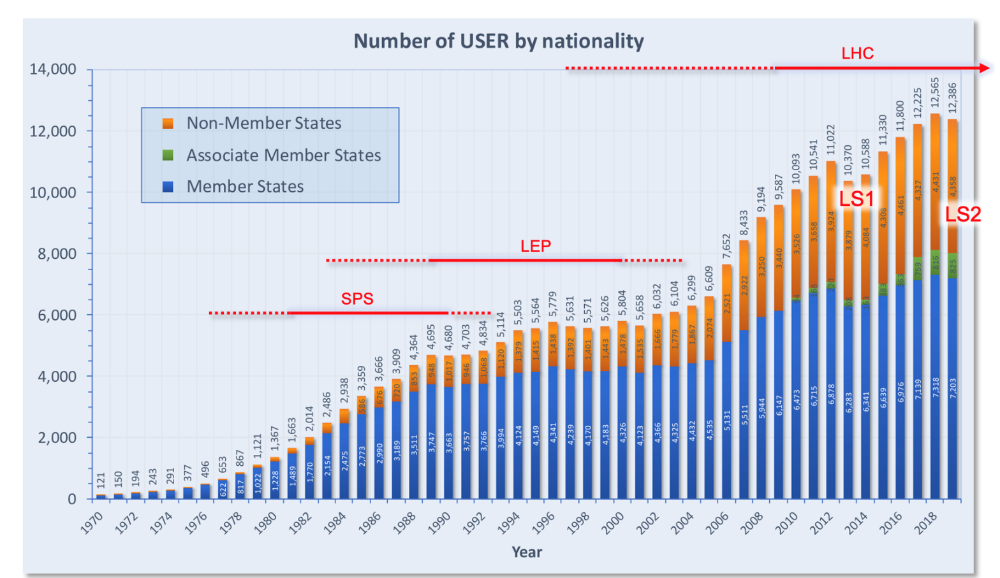 Number of USER by nationality
LHC
14,000
12,000
10,000
8,000
6,000
4,000
2,000
0
Non-Member States
Associate Member States
Member States
SPS
LEP
LS1
LS2
121 150 194 243 291 377 496 653 867 1,121 1,367 1,663 2,014 2,486 2,938 3,359 3,666 3,909 4,364 4,695 4,680 4,703 4,834 5,114 5,503 5,564 5,779 5,631 5,571 5,626 5,804 5,658 6,032 6,104 6,299 6,609 7,652 8,433 9,194 9,587 10,093 10,541 11,022 10,370 10,588 11,330 11,800 12,225 12,565 12,386
586 676 720 853 948 1,017 946 1,068 1,120 1,379 1,415 1,438 1,392 1,401 1,443 1,478 1,535 1,666 1,779 1,867 2,074 2,521 2,922 3,250 3,440 3,526 3,658 3,924 3,879 4,084 4,308 4,461 4,327 4,431 4,358
168 220 163 383 363 759 816 825
622 817 1,022 1,228 1,489 1,770 2,154 2,475 2,773 2,990 3,189 3,511 3,747 3,663 3,757 3,766 3,994 4,124 4,149 4,341 4,239 4,170 4,183 4,326 4,123 4,366 4,325 4,432 4,535 5,131 5,511 5,944 6,147 6,473 6,715 6,878 6,283 6,341 6,639 6,976 7,139 7,318 7,203
1970 1972 1974 1976 1978 1980 1982 1984 1986 1988 1990 1992 1994 1996 1998 2000 2002 2004 2006 2008 2010 2012 2014 2016 2018
Year